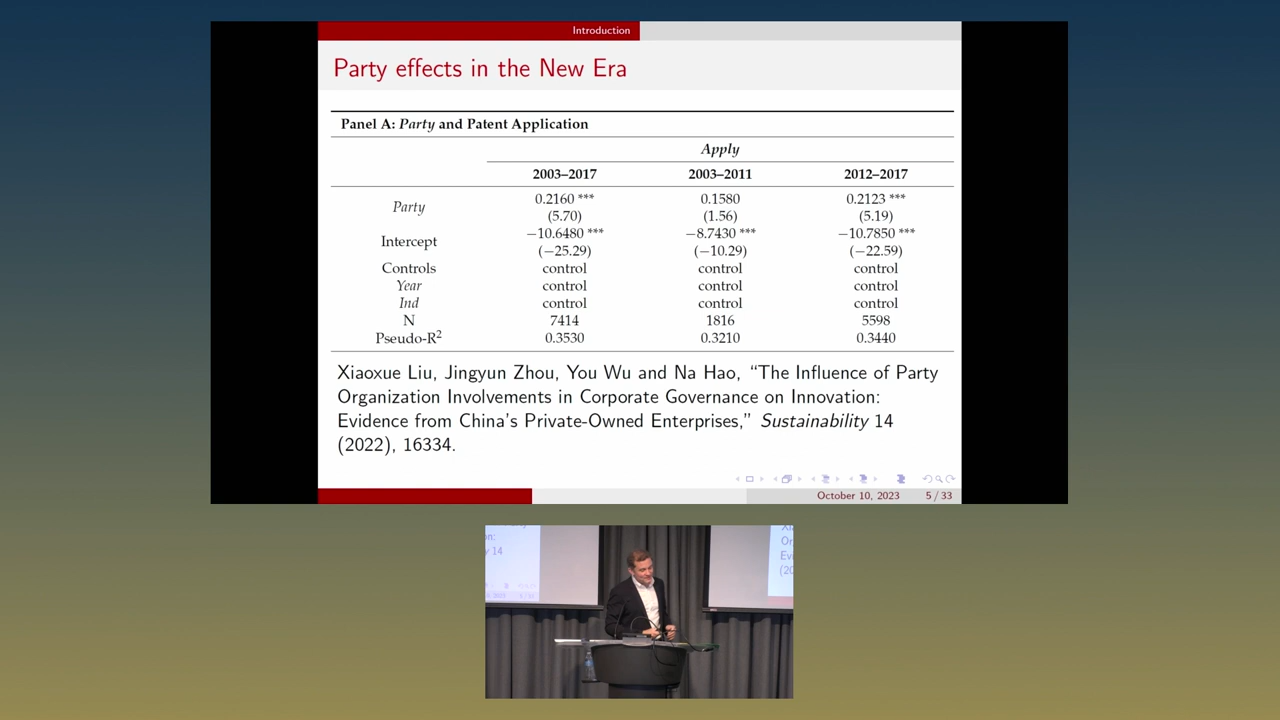 Introduction
Party effects in the New Era
Panel A: Party and Patent Application
Apply
2003–2017 2003–2011 2012–2017
Party 0.2160 *** 0.1580 0.2123 ***
(5.70) (1.56) (5.19)
Intercept −10.6480 *** −8.7430 *** −10.7850 ***
(−25.29) (−10.29) (−22.59)
Controls control control control
Year control control control
Ind control control control
N 7414 1816 5598
Pseudo-R² 0.3530 0.3210 0.3440
Xiaoxue Liu, Jingyun Zhou, You Wu and Na Hao, “The Influence of Party
Organization Involvements in Corporate Governance on Innovation:
Evidence from China’s Private-Owned Enterprises,” Sustainability 14
(2022), 16334.
October 10, 2023 5 / 33